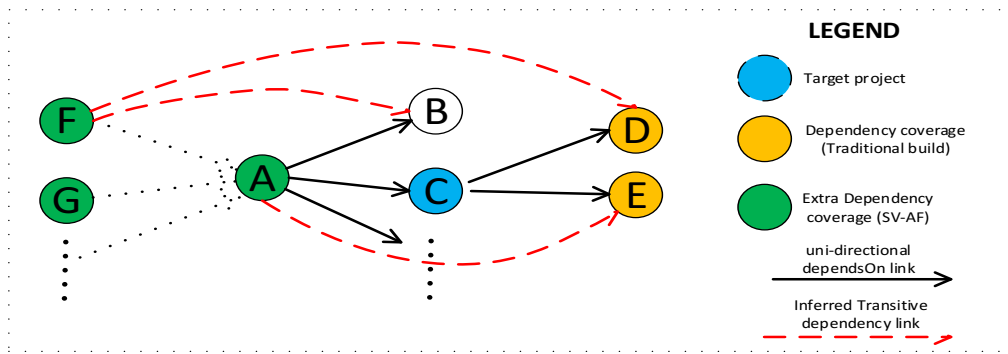 LEGEND
Target project
Dependency coverage
(Traditional build)
Extra Dependency
coverage (SV-AF)
uni-directional
dependsOn link
Inferred Transitive
dependency link
F
G
A
B
C
D
E